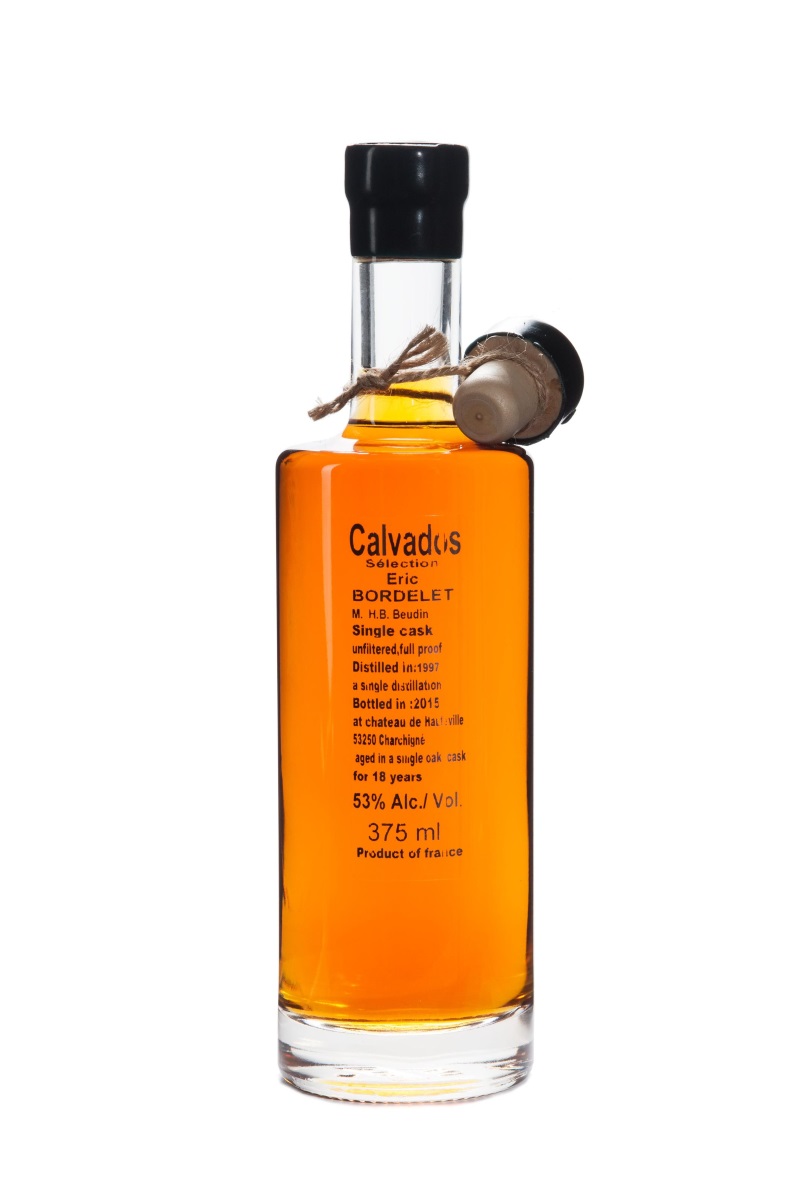 Calvados
Sélection
Eric
BORDELET
M. H.B. Beudin
Single cask
unfiltered,full proof
Distilled in:1997
a single distillation
Bottled in :2015
at chateau de Hauteville
53250 Charchigné
aged in a single oak cask
for 18 years
53% Alc./ Vol.
375 ml
Product of france